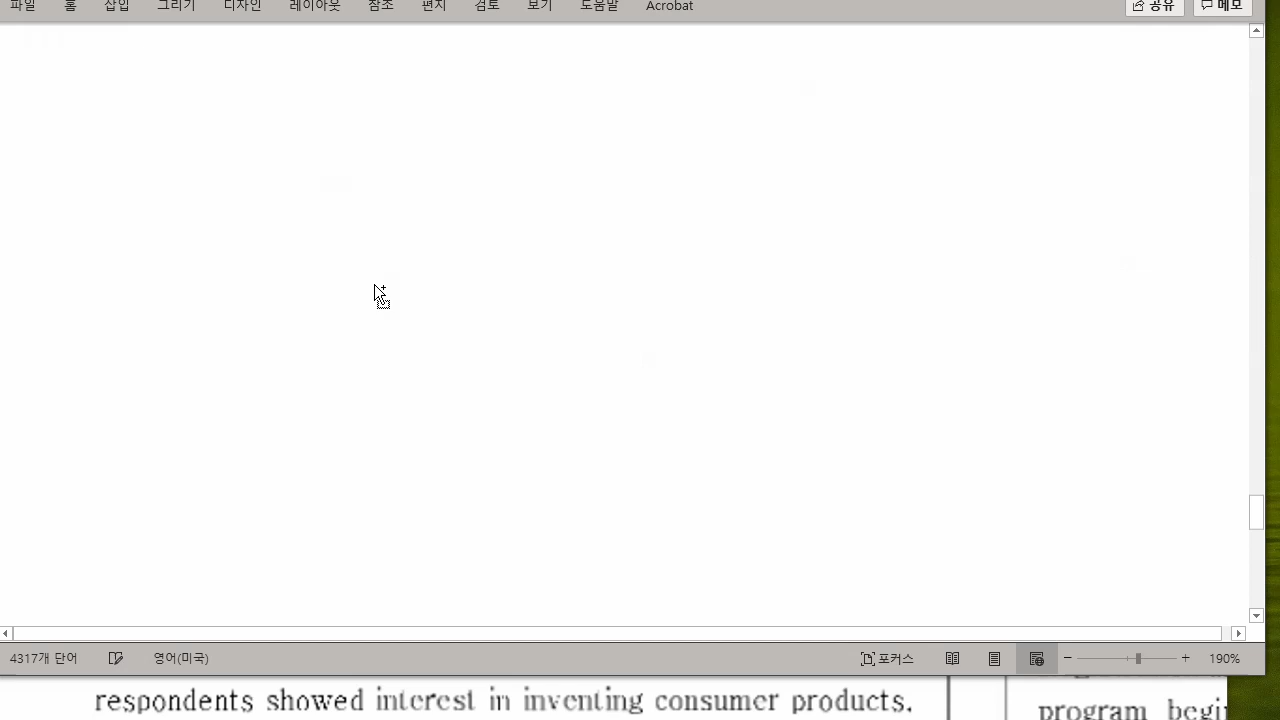 파일 홈 삽입 그리기 디자인 레이아웃 참조 편지 검토 보기 도움말 Acrobat 공유 메모
4317개 단어 영어(미국) 포커스 190%
respondents showed interest in inventing consumer products.
program begin